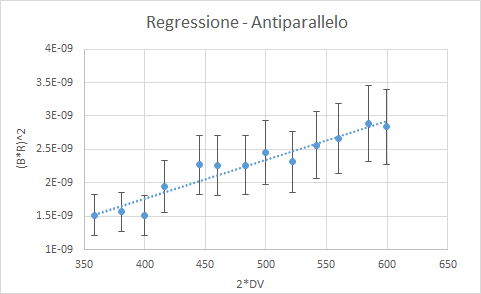 Regressione - Antiparallelo
4E-09
3.5E-09
3E-09
2.5E-09
2E-09
1.5E-09
1E-09
(B*R)^2
350 400 450 500 550 600 650
2*DV